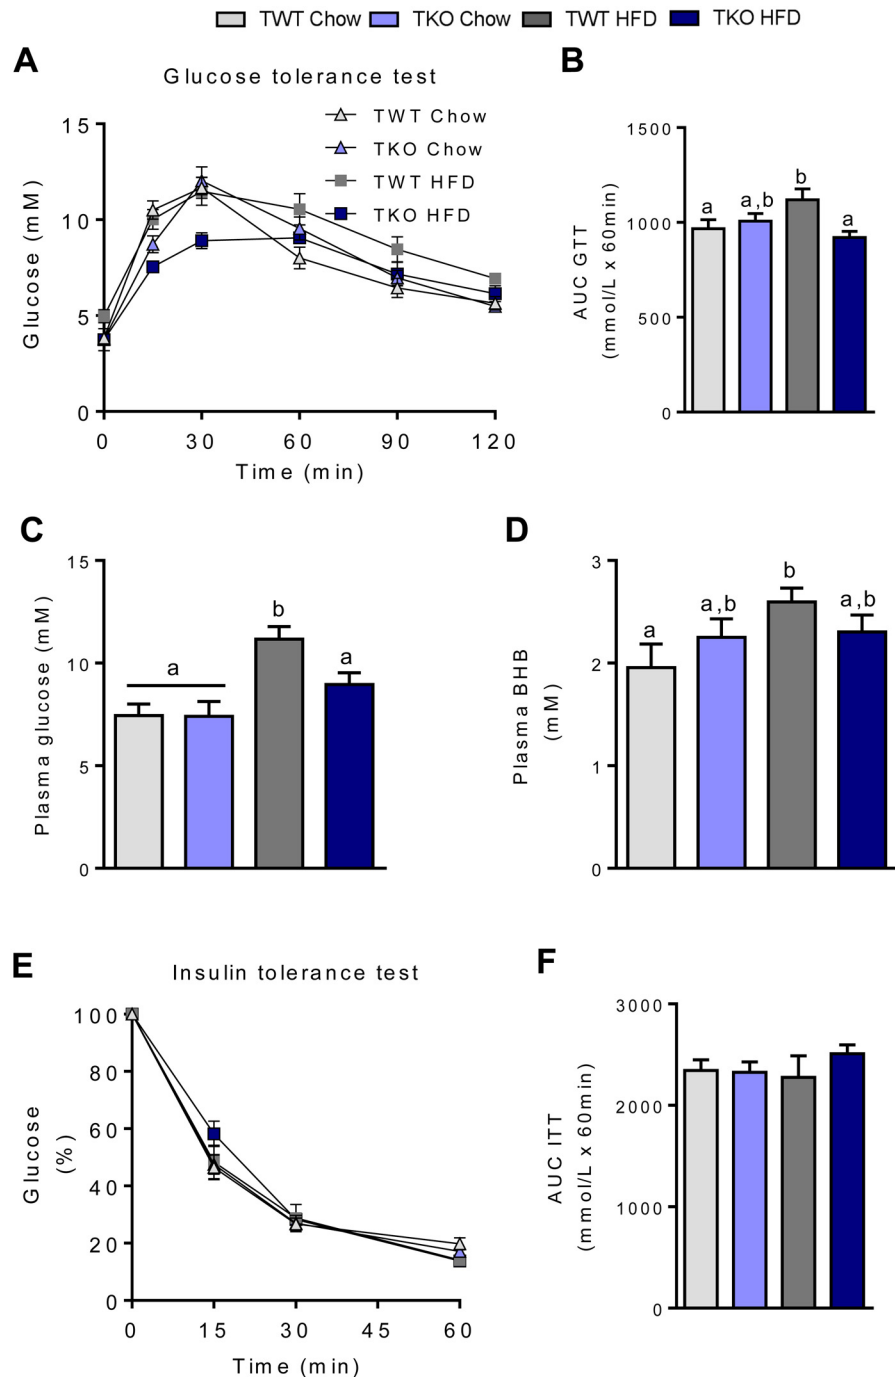 TWT Chow TKO Chow TWT HFD TKO HFD
A
Glucose tolerance test
TWT Chow
TKO Chow
TWT HFD
TKO HFD
Glucose (mM)
15
10
5
0
0 30 60 90 120
Time (min)
B
AUC GTT
(mmol/L x 60min)
1500
1000
500
0
a a,b b a
C
Plasma glucose (mM)
15
10
5
0
a b a
D
Plasma BHB
(mM)
3
2
1
0
a a,b b a,b
E
Insulin tolerance test
Glucose
(%)
100
80
60
40
20
0
0 15 30 45 60
Time (min)
F
AUC ITT
(mmol/L x 60min)
3000
2000
1000
0